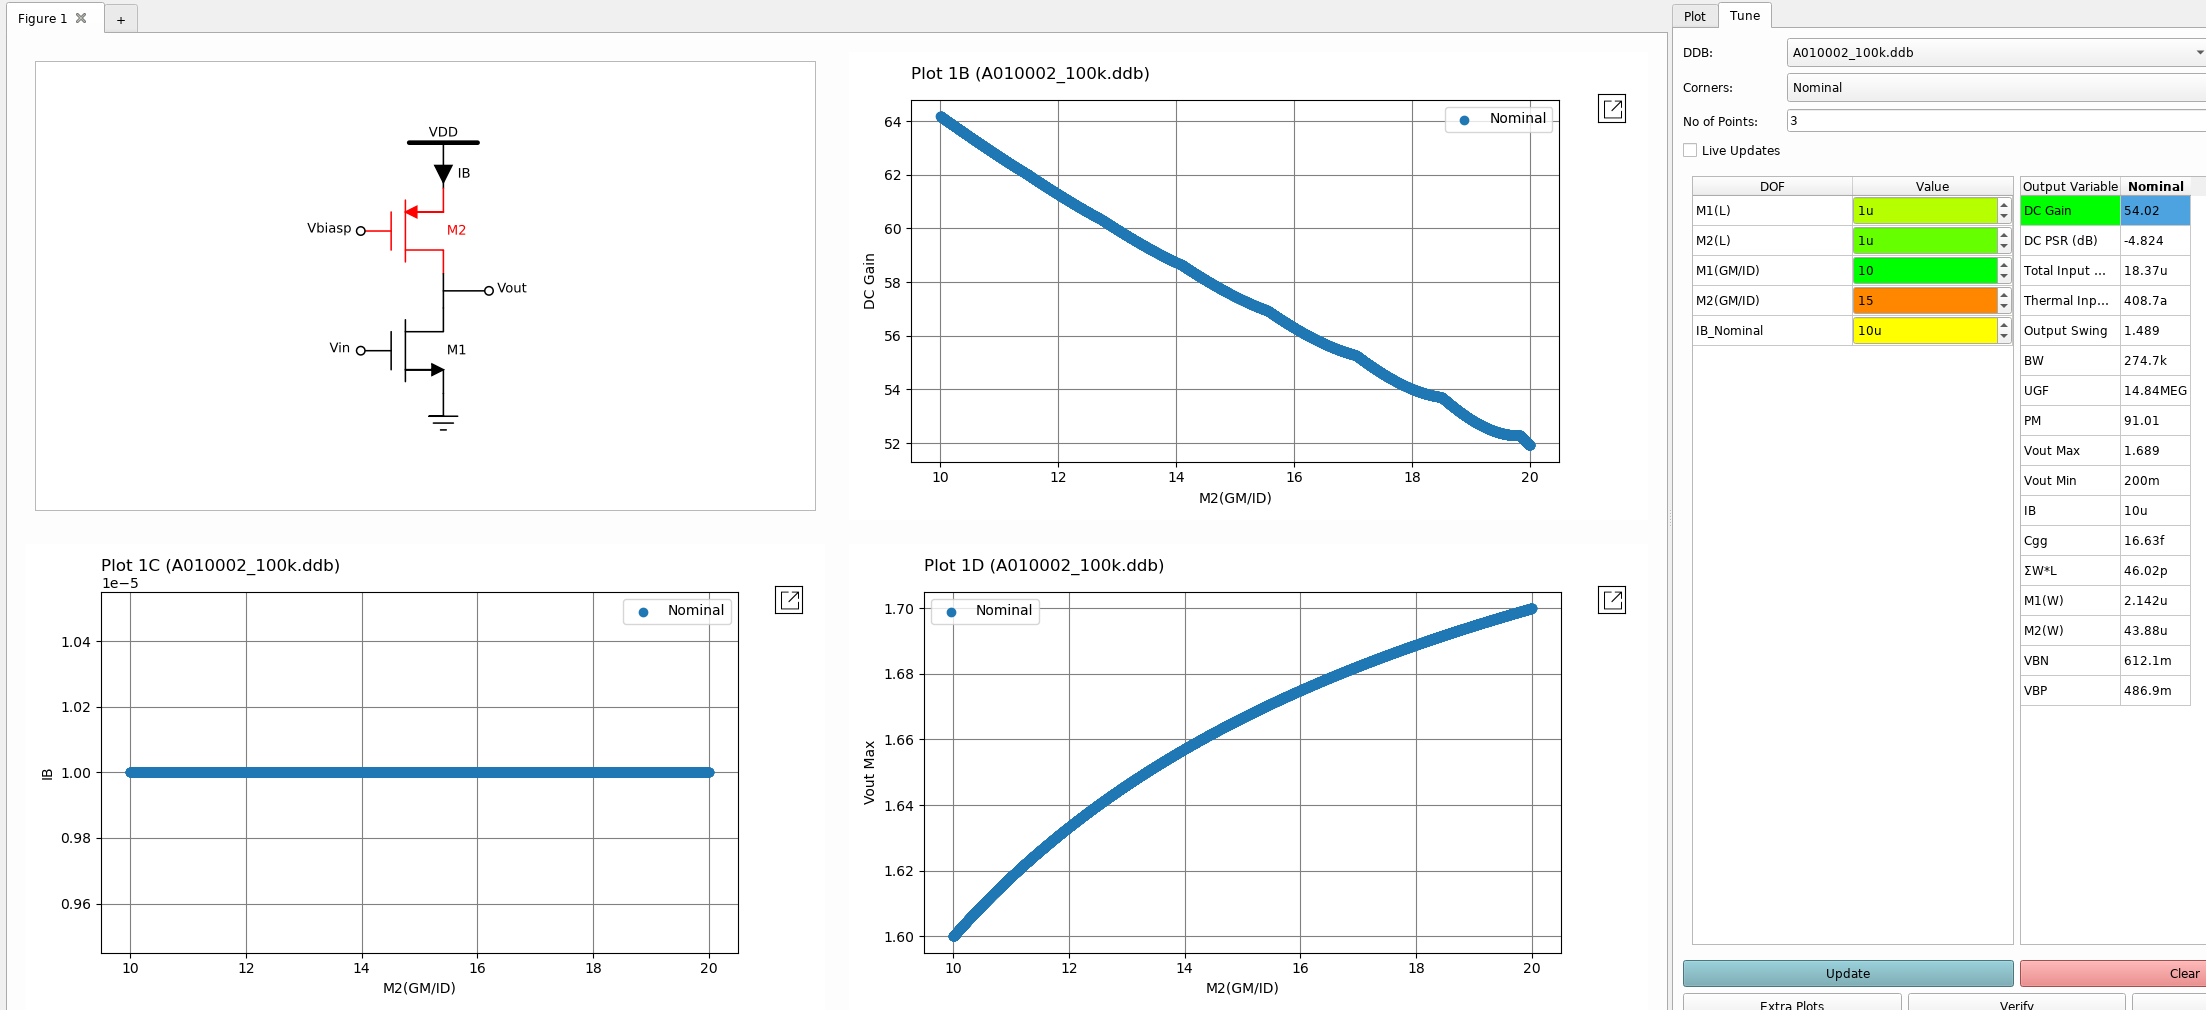 Figure 1
+
VDD
IB
Vbiasp
M2
Vout
Vin
M1
Plot 1B (A010002_100k.ddb)
Nominal
DC Gain
64
62
60
58
56
54
52
10 12 14 16 18 20
M2(GM/ID)
Plot 1C (A010002_100k.ddb)
1e−5
Nominal
IB
1.04
1.02
1.00
0.98
0.96
10 12 14 16 18 20
M2(GM/ID)
Plot 1D (A010002_100k.ddb)
Nominal
Vout Max
1.70
1.68
1.66
1.64
1.62
1.60
10 12 14 16 18 20
M2(GM/ID)
Plot Tune
DDB: A010002_100k.ddb
Corners: Nominal
No of Points: 3
Live Updates
DOF Value
M1(L) 1u
M2(L) 1u
M1(GM/ID) 10
M2(GM/ID) 15
IB_Nominal 10u
Output Variable Nominal
DC Gain 54.02
DC PSR (dB) -4.824
Total Input ... 18.37u
Thermal Inp... 408.7a
Output Swing 1.489
BW 274.7k
UGF 14.84MEG
PM 91.01
Vout Max 1.689
Vout Min 200m
IB 10u
Cgg 16.63f
ΣW*L 46.02p
M1(W) 2.142u
M2(W) 43.88u
VBN 612.1m
VBP 486.9m
Update Clear
Extra Plots Verify